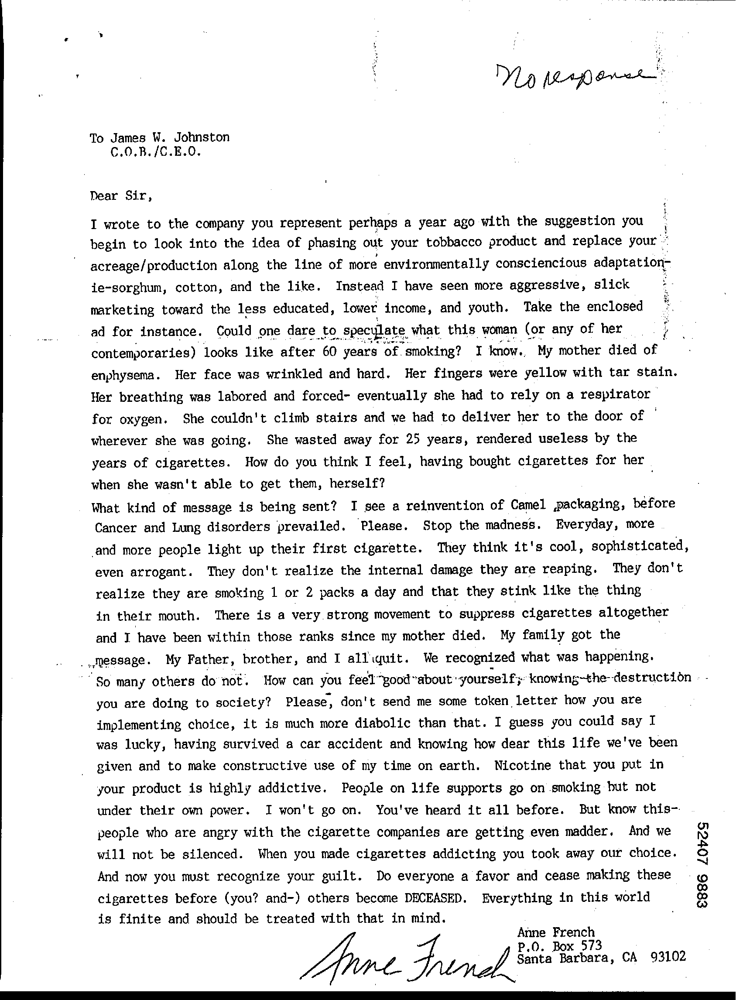 No response
To James W. Johnston
C.O.B./C.E.O.
Dear Sir,
I wrote to the company you represent perhaps a year ago with the suggestion you
begin to look into the idea of phasing out your tobbacco product and replace your
acreage/production along the line of more environmentally consciencious adaptation-
ie-sorghum, cotton, and the like. Instead I have seen more aggressive, slick
marketing toward the less educated, lower income, and youth. Take the enclosed
ad for instance. Could one dare to speculate what this woman (or any of her
contemporaries) looks like after 60 years of smoking? I know. My mother died of
enphysema. Her face was wrinkled and hard. Her fingers were yellow with tar stain.
Her breathing was labored and forced- eventually she had to rely on a respirator
for oxygen. She couldn't climb stairs and we had to deliver her to the door of
wherever she was going. She wasted away for 25 years, rendered useless by the
years of cigarettes. How do you think I feel, having bought cigarettes for her
when she wasn't able to get them, herself?
What kind of message is being sent? I see a reinvention of Camel packaging, before
Cancer and Lung disorders prevailed. Please. Stop the madness. Everyday, more
and more people light up their first cigarette. They think it's cool, sophisticated,
even arrogant. They don't realize the internal damage they are reaping. They don't
realize they are smoking 1 or 2 packs a day and that they stink like the thing
in their mouth. There is a very strong movement to suppress cigarettes altogether
and I have been within those ranks since my mother died. My family got the
message. My Father, brother, and I all quit. We recognized what was happening.
So many others do not. How can you feel good about yourself, knowing the destruction
you are doing to society? Please, don't send me some token letter how you are
implementing choice, it is much more diabolic than that. I guess you could say I
was lucky, having survived a car accident and knowing how dear this life we've been
given and to make constructive use of my time on earth. Nicotine that you put in
your product is highly addictive. People on life supports go on smoking but not
under their own power. I won't go on. You've heard it all before. But know this-
people who are angry with the cigarette companies are getting even madder. And we
will not be silenced. When you made cigarettes addicting you took away our choice.
And now you must recognize your guilt. Do everyone a favor and cease making these
cigarettes before (you? and-) others become DECEASED. Everything in this world
is finite and should be treated with that in mind.
Anne French
P.O. Box 573
Santa Barbara, CA 93102
Anne French
52407 9883